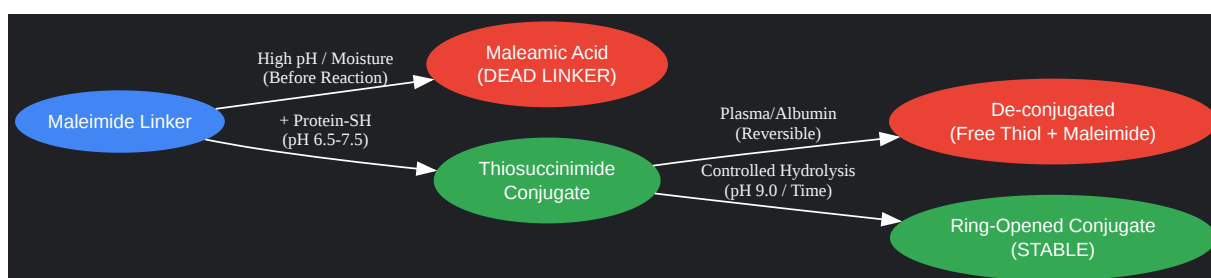 Maleimide Linker
High pH / Moisture
(Before Reaction)
+ Protein-SH
(pH 6.5-7.5)
Maleamic Acid
(DEAD LINKER)
Thiosuccinimide
Conjugate
Plasma/Albumin
(Reversible)
Controlled Hydrolysis
(pH 9.0 / Time)
De-conjugated
(Free Thiol + Maleimide)
Ring-Opened Conjugate
(STABLE)